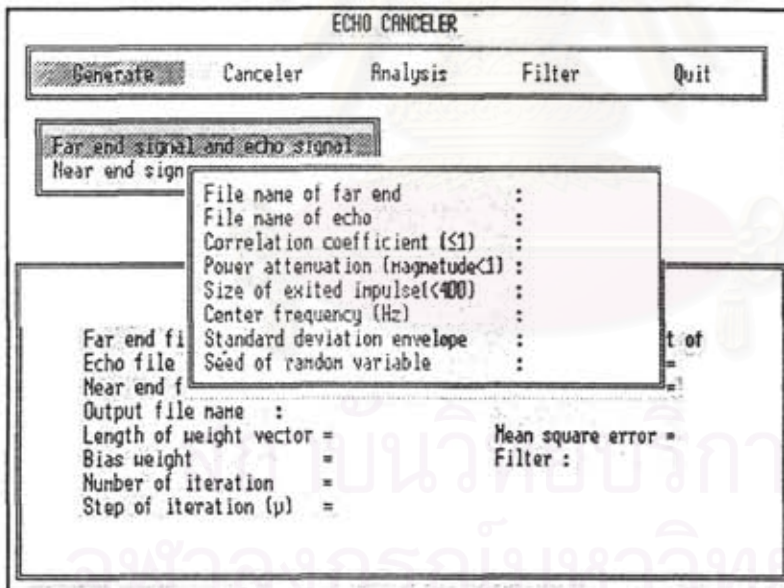 ECHO CANCELER
Generate Canceler Analysis Filter Quit
Far end signal and echo signal
Near end sign
File name of far end :
File name of echo :
Correlation coefficient (≤1) :
Power attenuation (magnetude<1) :
Size of exited impulse(<400) :
Center frequency (Hz) :
Standard deviation envelope :
Seed of random variable :
Far end fi t of
Echo file =
Near end f =
Output file name :
Length of weight vector = Mean square error =
Bias weight = Filter :
Number of iteration =
Step of iteration (μ) =